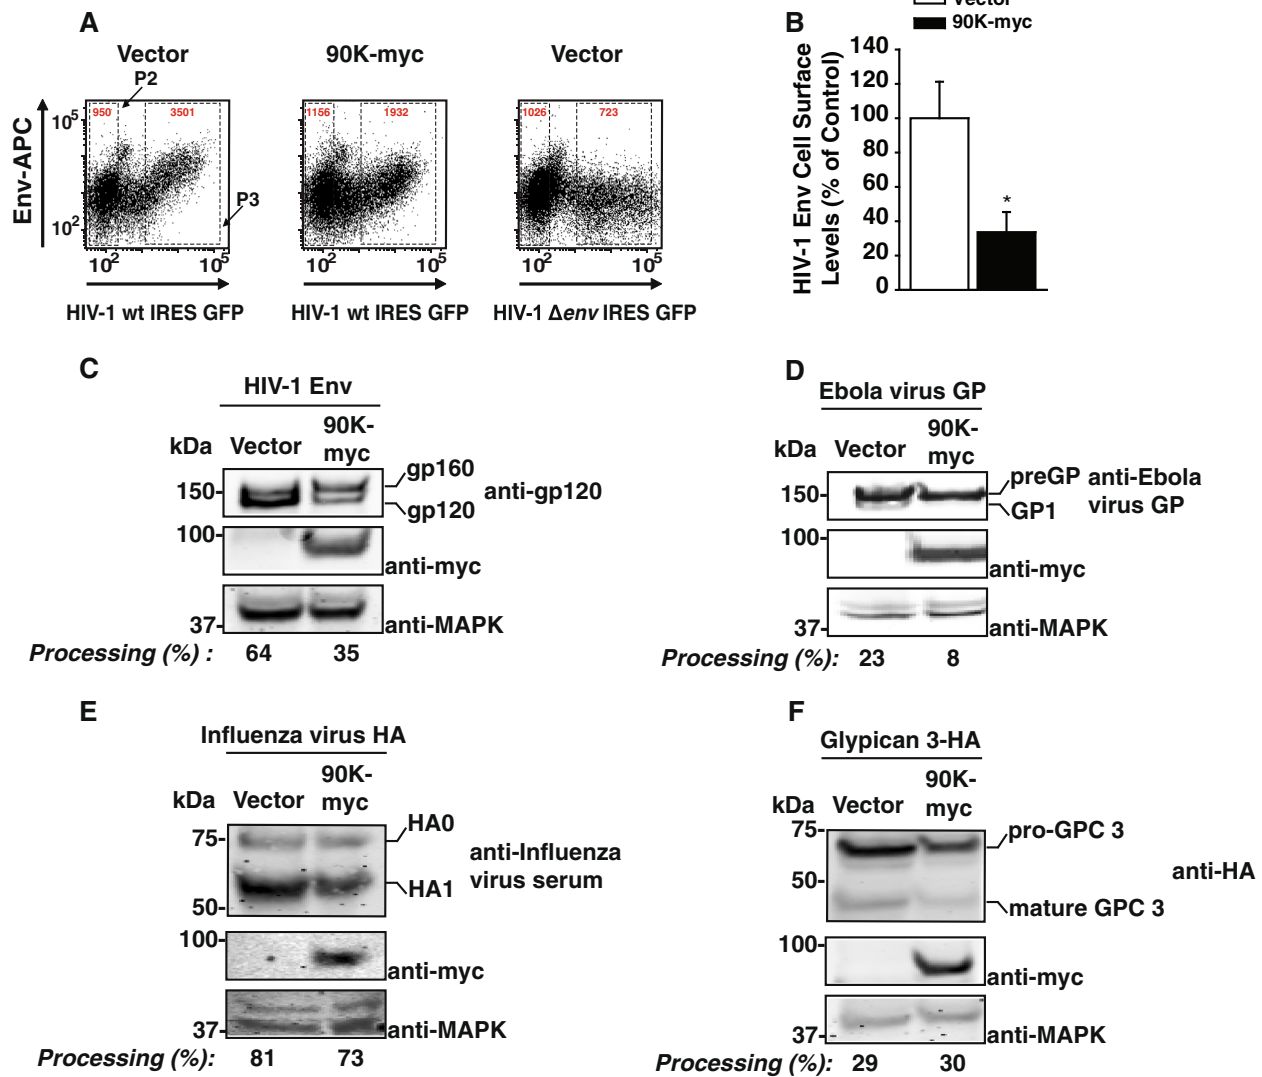 A
Vector
90K-myc
Vector
P2
P3
950
3501
1156
1932
1026
723
Env-APC
10^5
10^2
10^2 10^5
10^2 10^5
10^2 10^5
HIV-1 wt IRES GFP
HIV-1 wt IRES GFP
HIV-1 Δenv IRES GFP
B
Vector
90K-myc
HIV-1 Env Cell Surface
Levels (% of Control)
140
120
100
80
60
40
20
0
*
C
HIV-1 Env
kDa
Vector
90K-
myc
150-
gp160
gp120
anti-gp120
100-
anti-myc
37-
anti-MAPK
Processing (%) : 64 35
D
Ebola virus GP
kDa
Vector
90K-
myc
150-
preGP
GP1
anti-Ebola
virus GP
100-
anti-myc
37-
anti-MAPK
Processing (%): 23 8
E
Influenza virus HA
kDa
Vector
90K-
myc
75-
HA0
HA1
anti-Influenza
virus serum
50-
100-
anti-myc
37-
anti-MAPK
Processing (%): 81 73
F
Glypican 3-HA
kDa
Vector
90K-
myc
75-
pro-GPC 3
anti-HA
50-
mature GPC 3
100-
anti-myc
37-
anti-MAPK
Processing (%): 29 30